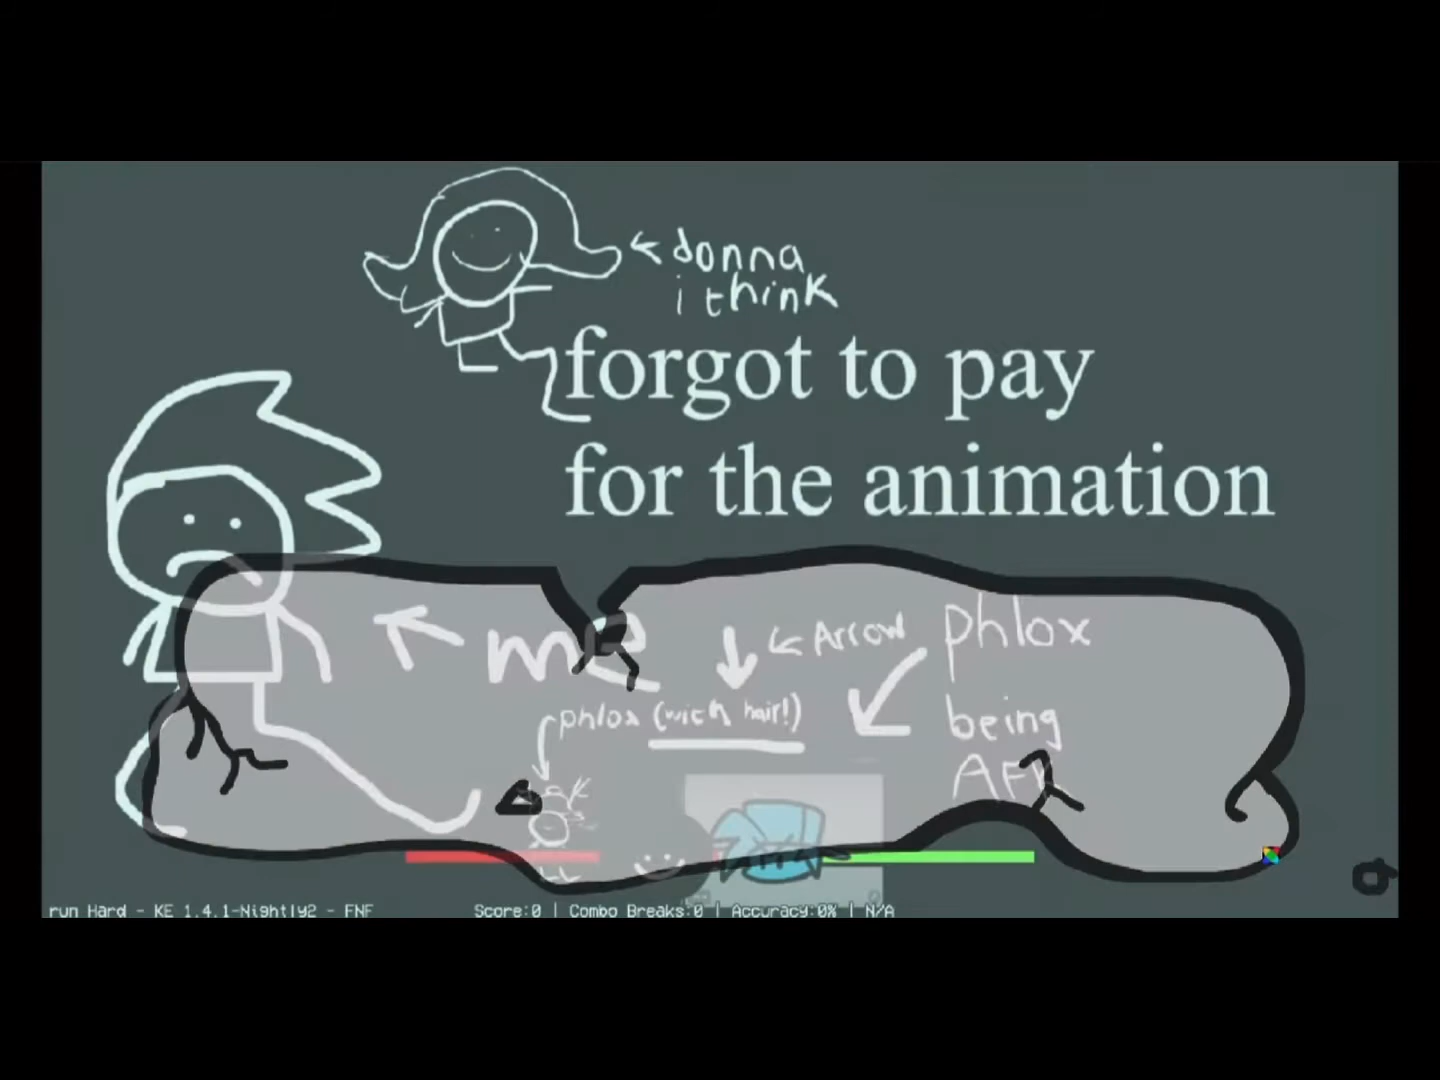 donna
i think
forgot to pay
for the animation
me
Arrow
phlox
being
AFK
phlox (with hair!)
run Hard - KE 1.4.1-Nightly2 - FNF
Score:0 | Combo Breaks:0 | Accuracy:0% | N/A